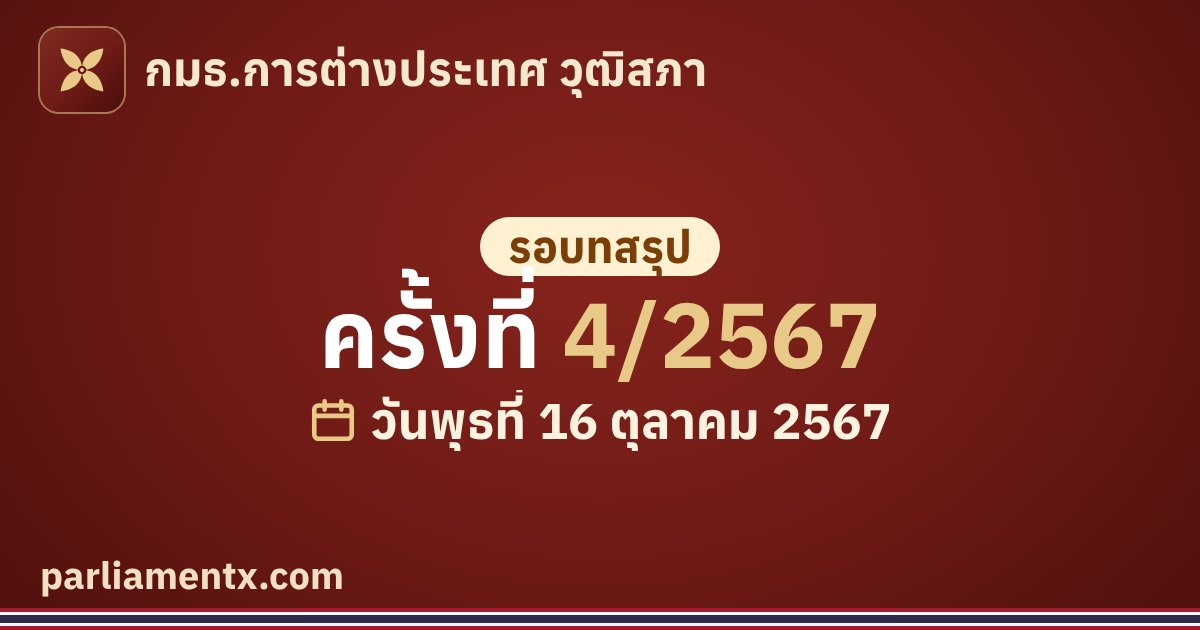 กมธ.การต่างประเทศ วุฒิสภา
รอบทสรุป
ครั้งที่ 4/2567
วันพุธที่ 16 ตุลาคม 2567
parliamentx.com